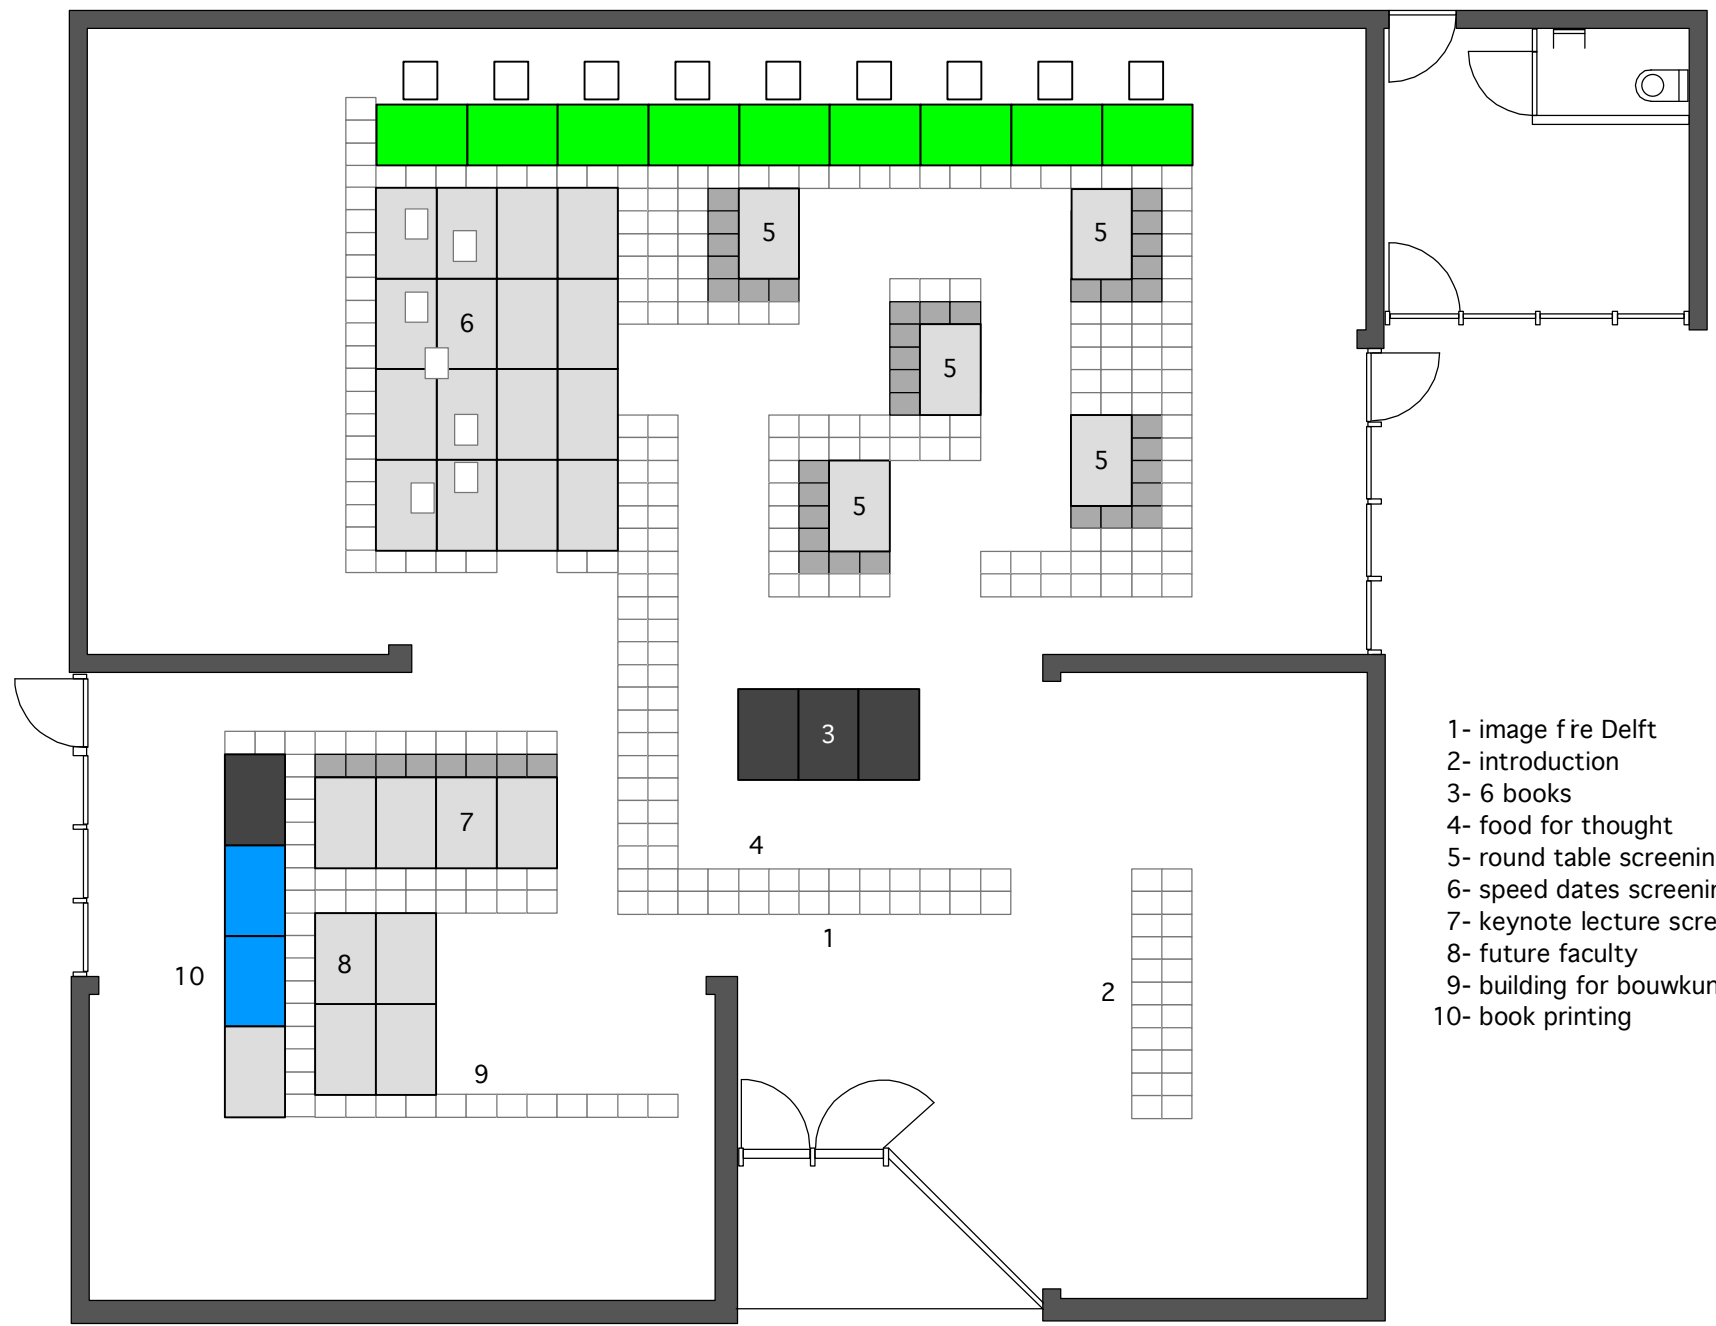 5
5
6
5
5
5
3
7
4
1
8
10
2
9
1- image fire Delft
2- introduction
3- 6 books
4- food for thought
5- round table screenin
6- speed dates screenin
7- keynote lecture scre
8- future faculty
9- building for bouwkun
10- book printing